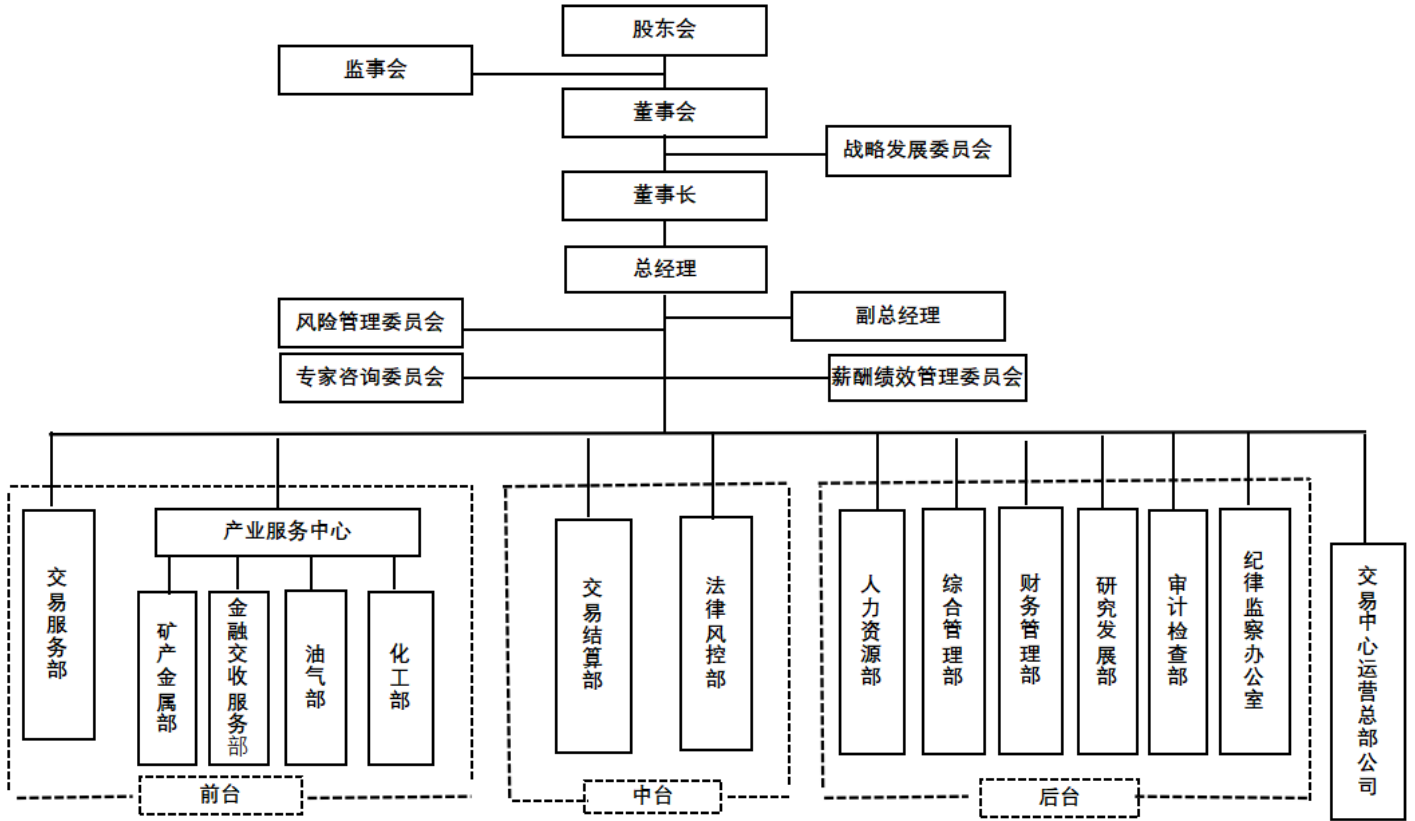 股东会
监事会
董事会
战略发展委员会
董事长
总经理
风险管理委员会
副总经理
专家咨询委员会
薪酬绩效管理委员会
交易服务部
产业服务中心
矿产金属部
金融交收服务部
油气部
化工部
前台
交易结算部
法律风控部
中台
人力资源部
综合管理部
财务管理部
研究发展部
审计检查部
纪律监察办公室
后台
交易中心运营总部公司